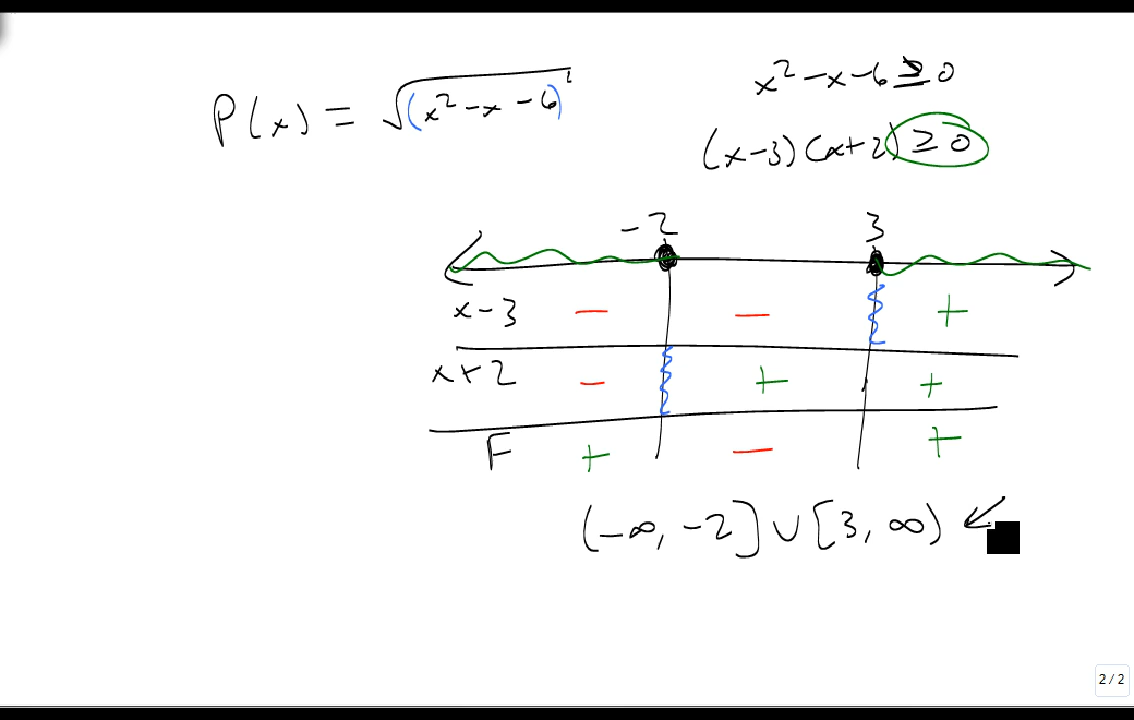 P(x) = √(x² - x - 6)
x² - x - 6 ≥ 0
(x - 3)(x + 2) ≥ 0
-2 3
x - 3 - - +
x + 2 - + +
F + - +
(-∞, -2] ∪ [3, ∞)
2 / 2